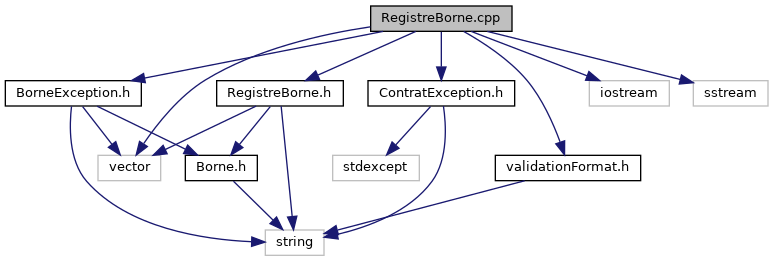 RegistreBorne.cpp
BorneException.h
RegistreBorne.h
ContratException.h
iostream
sstream
vector
Borne.h
stdexcept
validationFormat.h
string